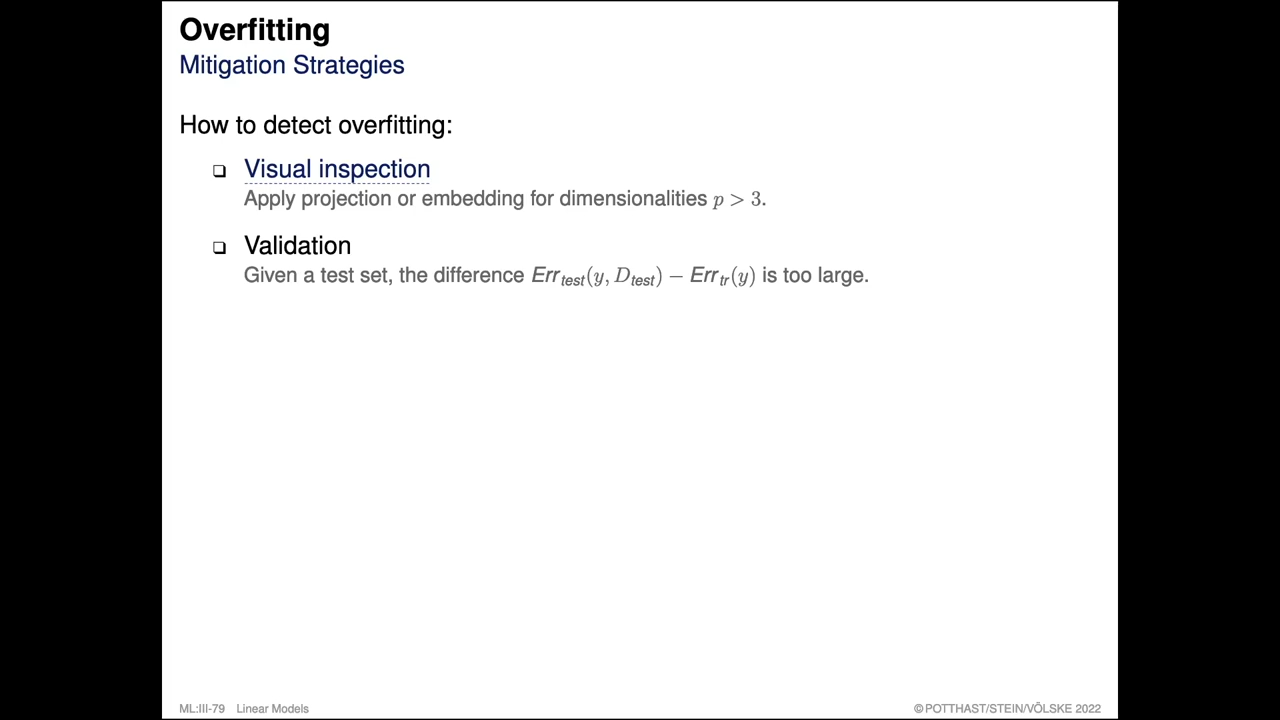 Overfitting
Mitigation Strategies
How to detect overfitting:
❑ Visual inspection
Apply projection or embedding for dimensionalities p > 3.
❑ Validation
Given a test set, the difference Err_test(y, D_test) − Err_tr(y) is too large.
ML:III-79 Linear Models
© POTTHAST/STEIN/VÖLSKE 2022